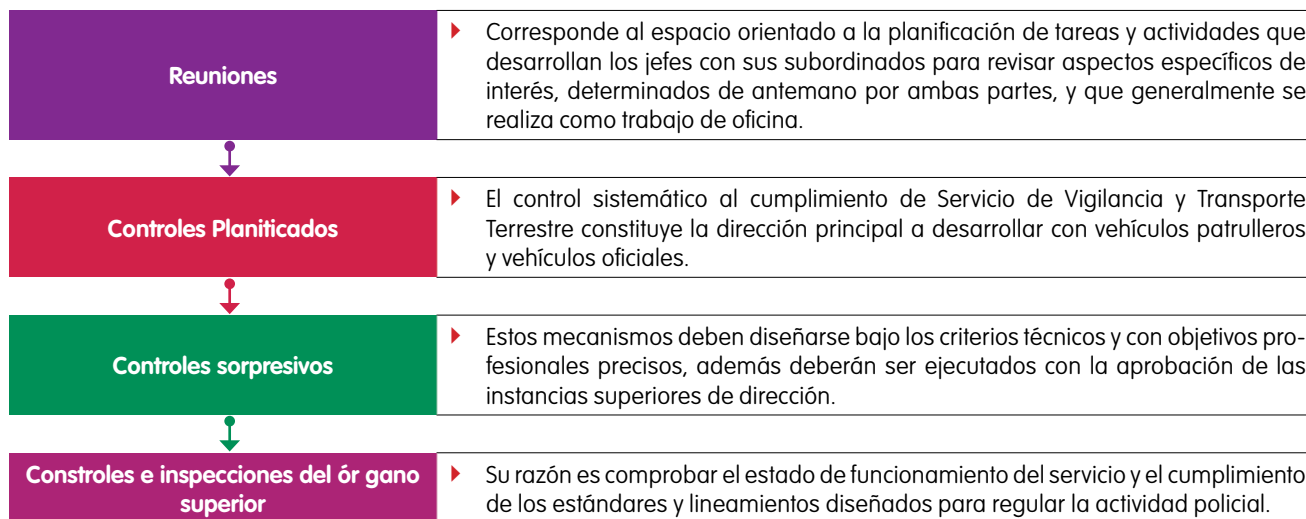 Reuniones
Corresponde al espacio orientado a la planificación de tareas y actividades que
desarrollan los jefes con sus subordinados para revisar aspectos específicos de
interés, determinados de antemano por ambas partes, y que generalmente se
realiza como trabajo de oficina.
Controles Planiticados
El control sistemático al cumplimiento de Servicio de Vigilancia y Transporte
Terrestre constituye la dirección principal a desarrollar con vehículos patrulleros
y vehículos oficiales.
Controles sorpresivos
Estos mecanismos deben diseñarse bajo los criterios técnicos y con objetivos pro-
fesionales precisos, además deberán ser ejecutados con la aprobación de las
instancias superiores de dirección.
Constroles e inspecciones del ór gano
superior
Su razón es comprobar el estado de funcionamiento del servicio y el cumplimiento
de los estándares y lineamientos diseñados para regular la actividad policial.